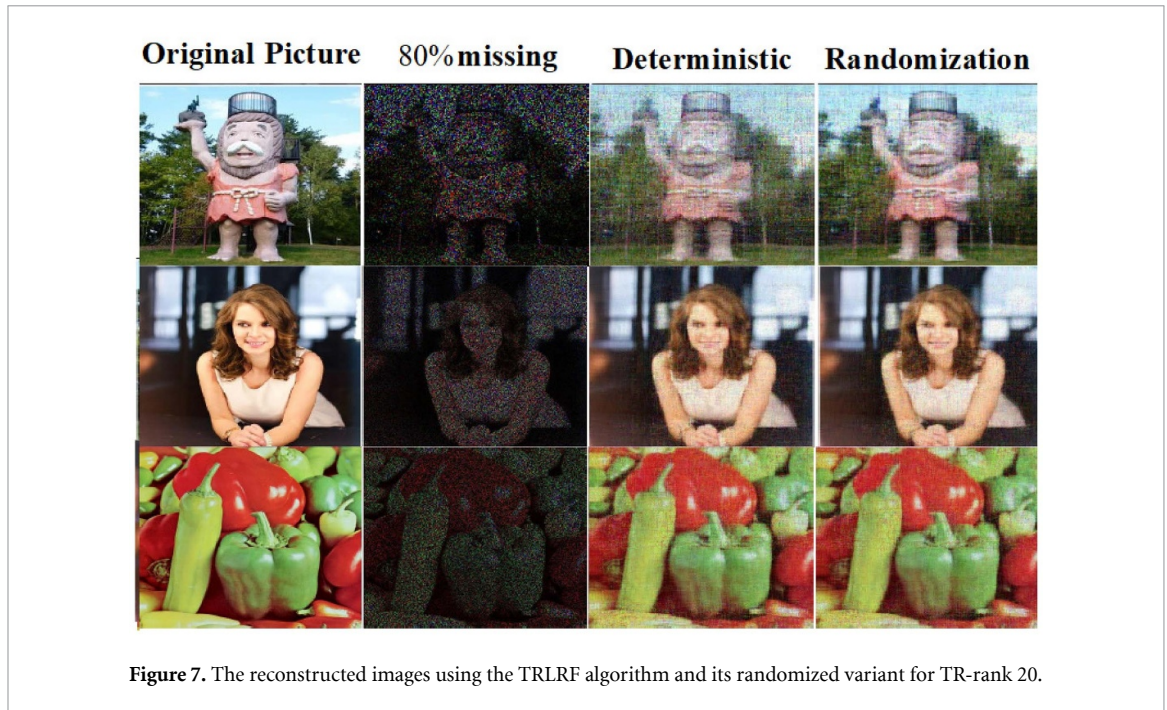 Original Picture 80% missing Deterministic Randomization
Figure 7. The reconstructed images using the TRLRF algorithm and its randomized variant for TR-rank 20.